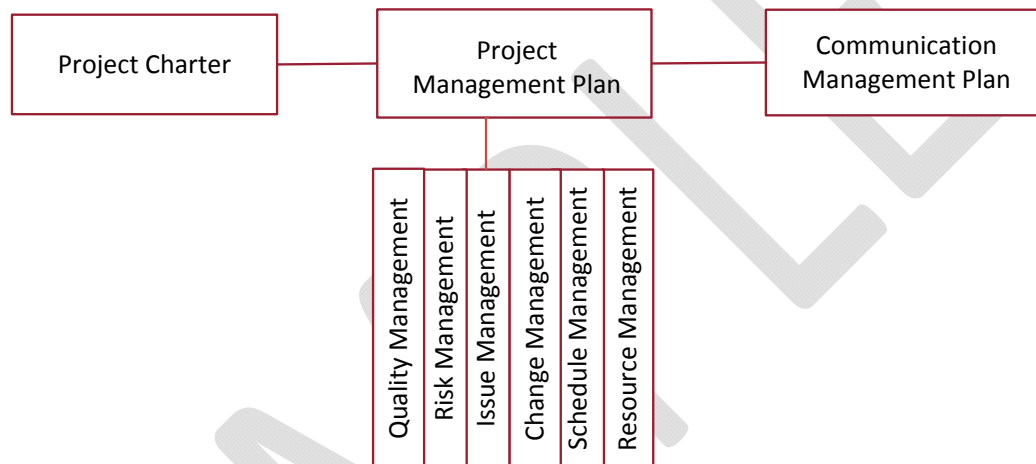 Project Charter
Project
Management Plan
Communication
Management Plan
Quality Management
Risk Management
Issue Management
Change Management
Schedule Management
Resource Management